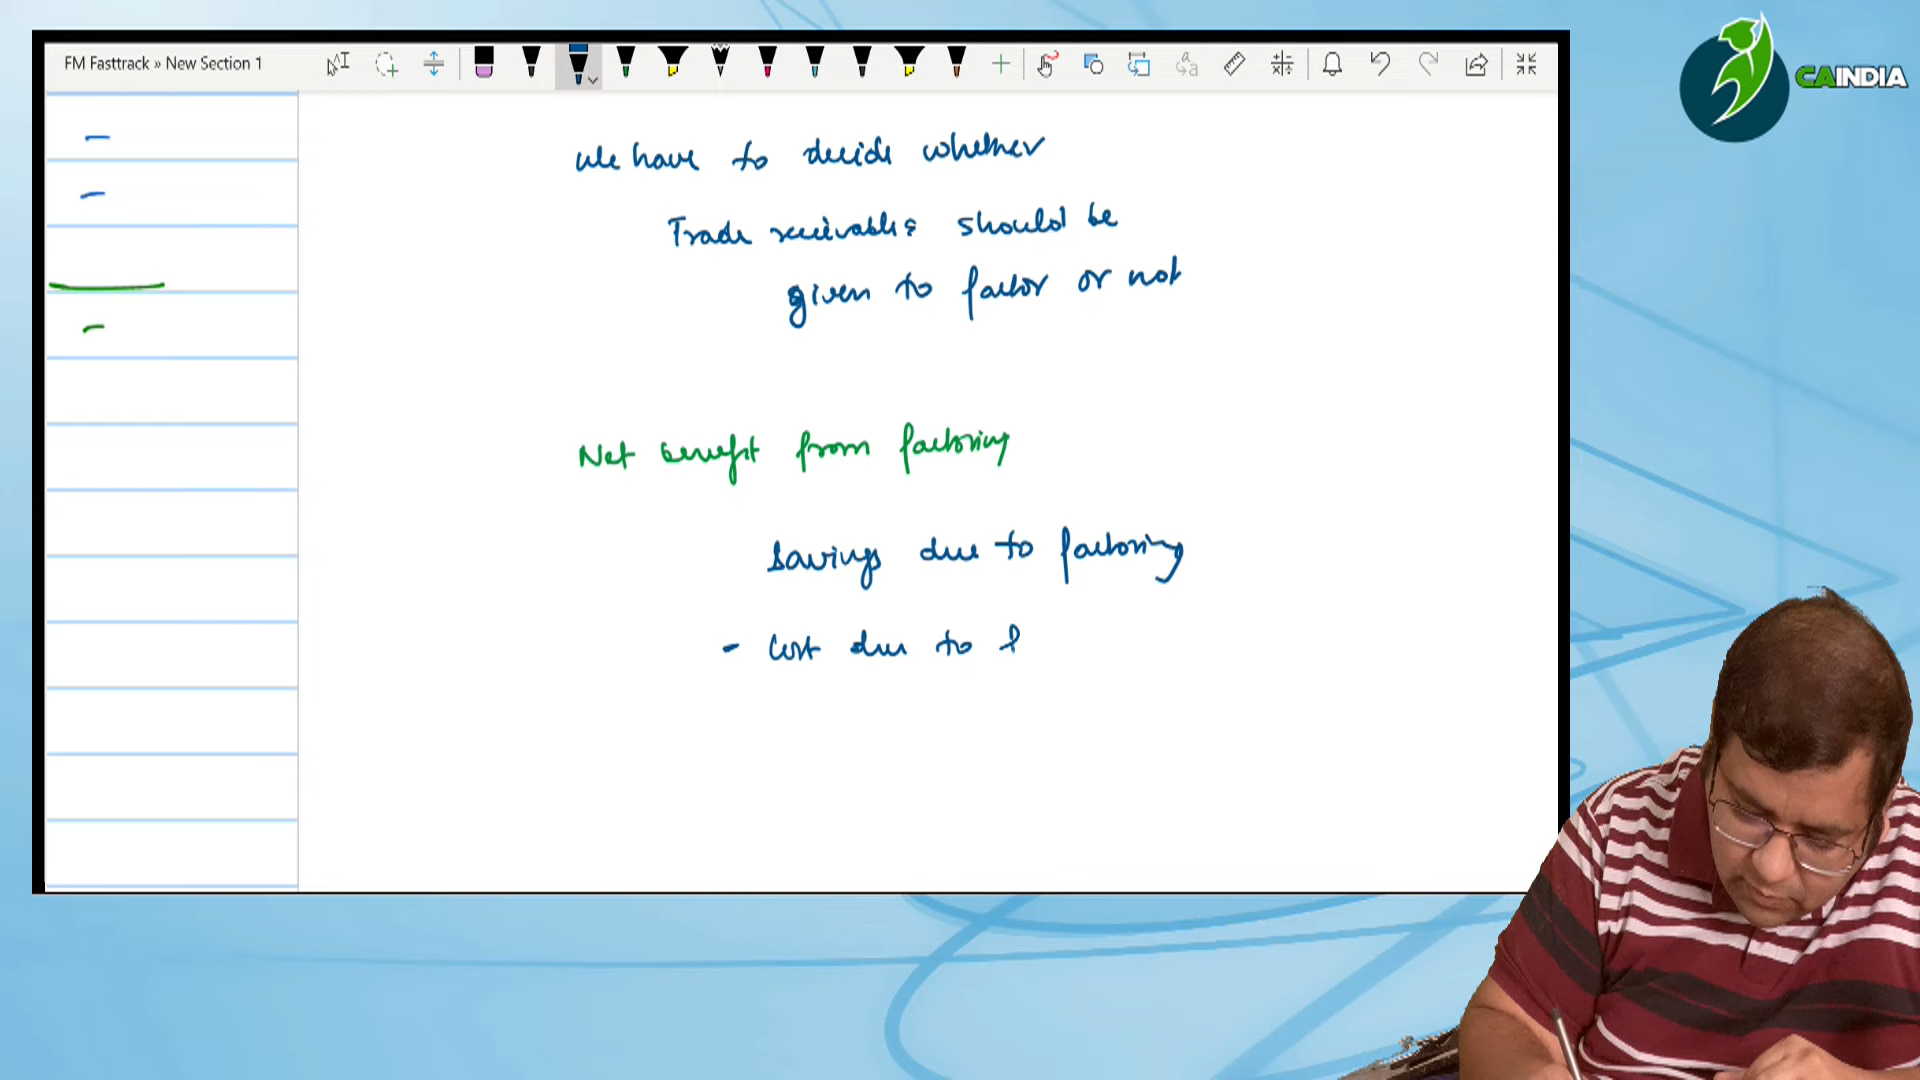 FM Fasttrack » New Section 1
CAINDIA
We have to decide whether
Trade receivables should be
given to factor or not
Net benefit from factoring
Savings due to factoring
- Cost due to f